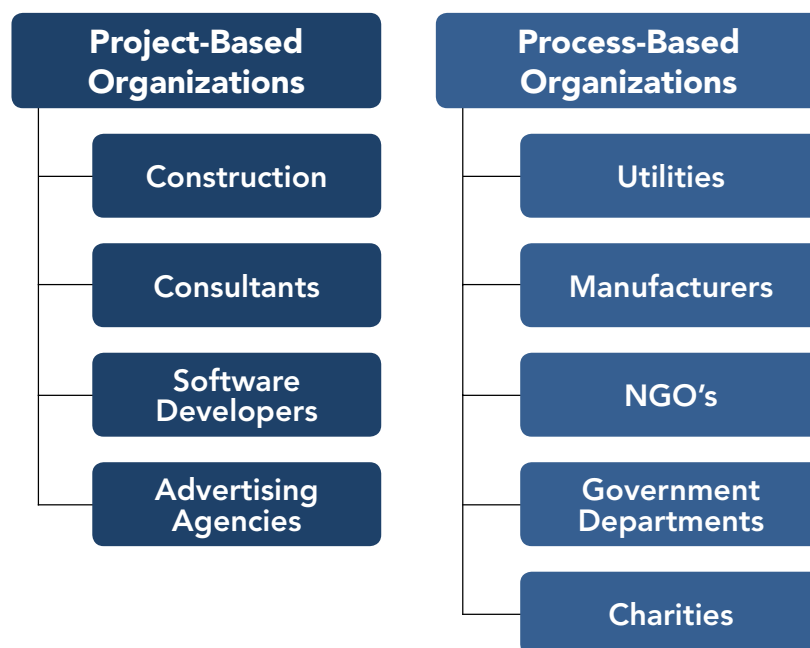 Project-Based
Organizations
Construction
Consultants
Software
Developers
Advertising
Agencies
Process-Based
Organizations
Utilities
Manufacturers
NGO’s
Government
Departments
Charities